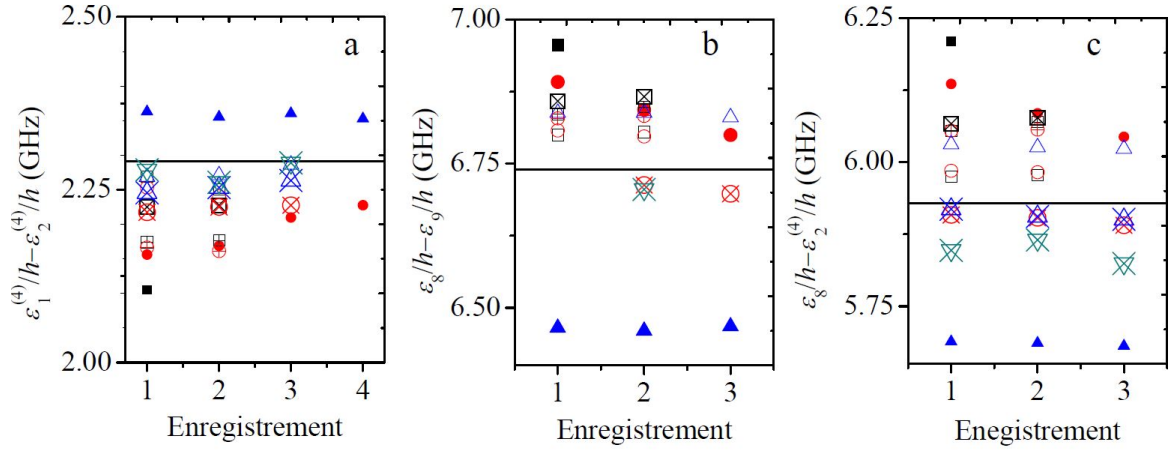 a
2.50
2.25
2.00
ε₁⁽⁴⁾/h−ε₂⁽⁴⁾/h (GHz)
1 2 3 4
Enregistrement
b
7.00
6.75
6.50
ε₈/h−ε₉/h (GHz)
1 2 3
Enregistrement
c
6.25
6.00
5.75
ε₈/h−ε₂⁽⁴⁾/h (GHz)
1 2 3
Enegistrement